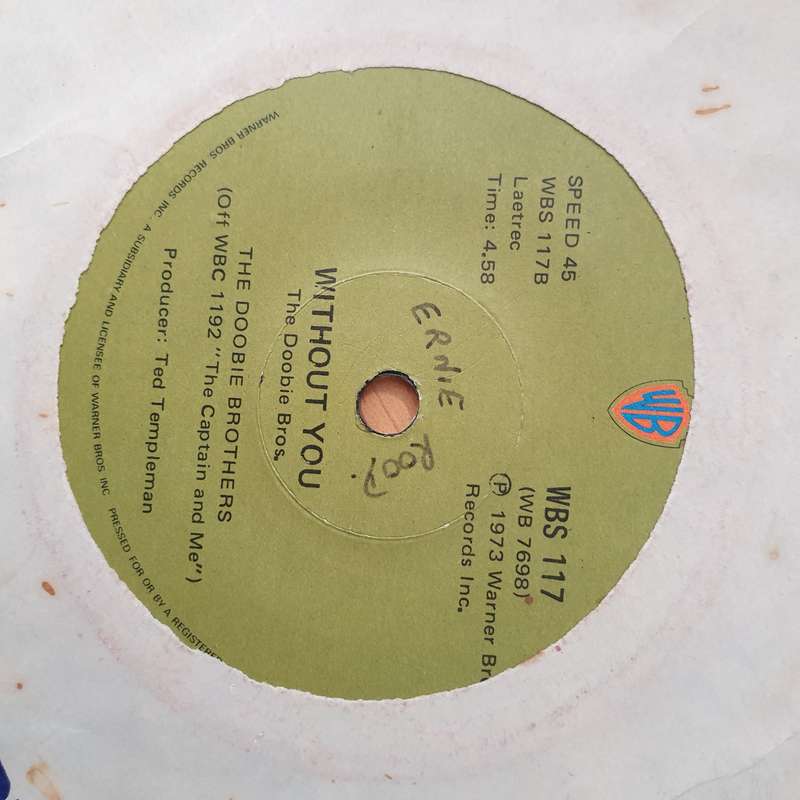 WB
SPEED 45
WBS 117B
Laetrec
Time: 4.58
WBS 117
(WB 7698)
Ⓟ 1973 Warner Br
Records Inc.
ERNIE
WITHOUT YOU
The Doobie Bros.
THE DOOBIE BROTHERS
(Off WBC 1192 "The Captain and Me")
Producer: Ted Templeman
WARNER BROS. RECORDS INC. A SUBSIDIARY AND LICENSEE OF WARNER BROS INC PRESSED FOR OR BY A REGISTERED